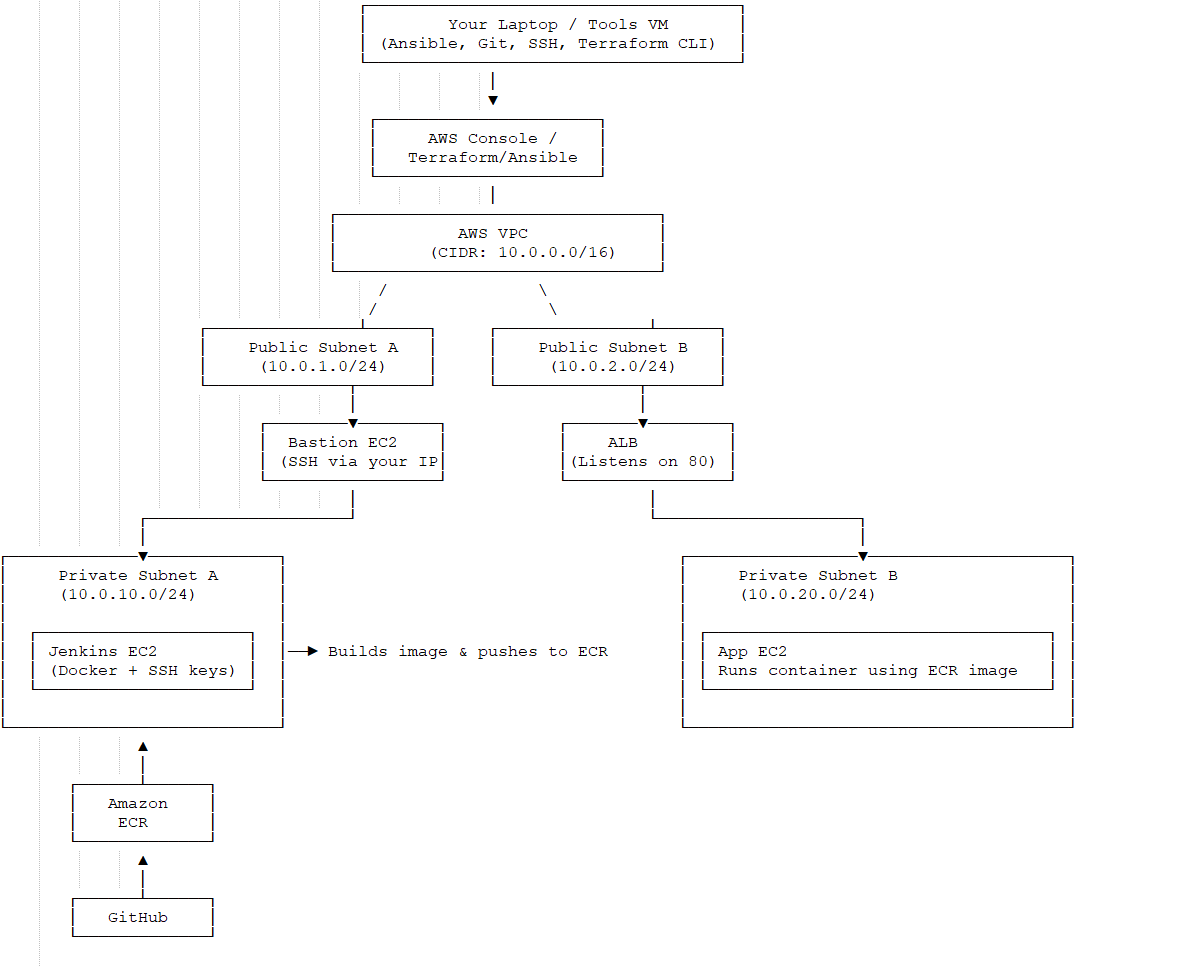 Your Laptop / Tools VM
(Ansible, Git, SSH, Terraform CLI)
AWS Console /
Terraform/Ansible
AWS VPC
(CIDR: 10.0.0.0/16)
/ \
/ \
Public Subnet A
(10.0.1.0/24)
Public Subnet B
(10.0.2.0/24)
Bastion EC2
(SSH via your IP
ALB
(Listens on 80)
Private Subnet A
(10.0.10.0/24)
Jenkins EC2
(Docker + SSH keys)
Builds image & pushes to ECR
Private Subnet B
(10.0.20.0/24)
App EC2
Runs container using ECR image
Amazon
ECR
GitHub